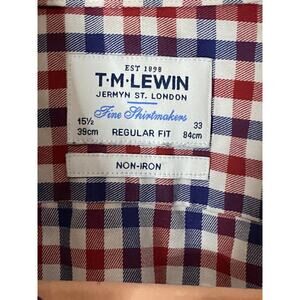 EST 1898
T·M·LEWIN
JERMYN ST. LONDON
Fine Shirtmakers
15½ 33
39cm REGULAR FIT 84cm
NON-IRON